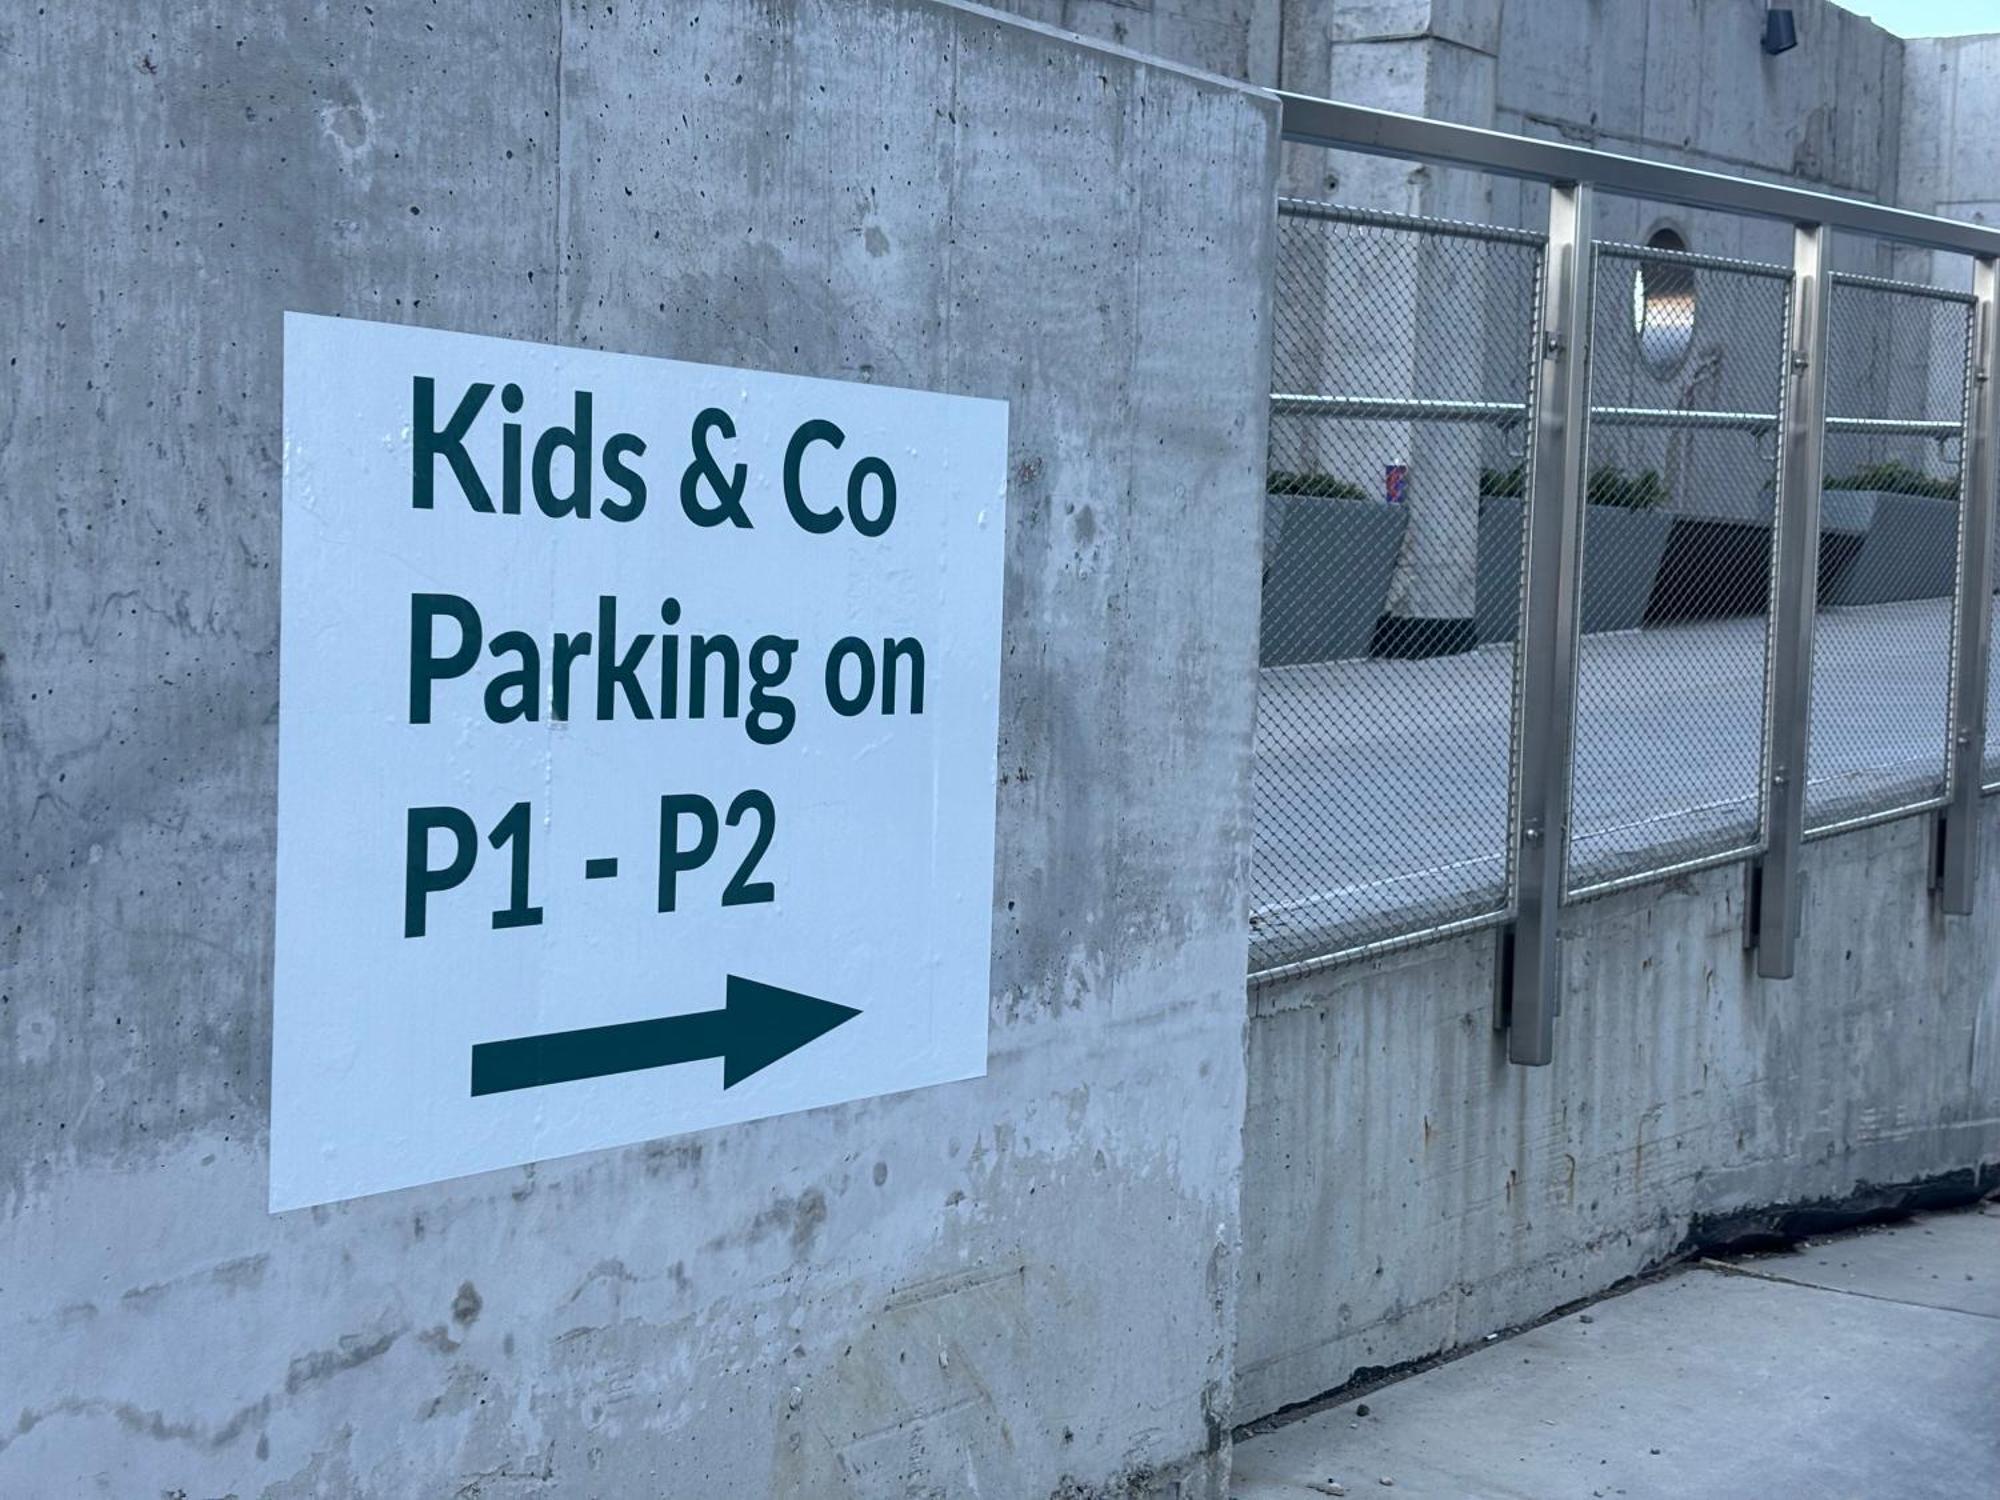 Kids & Co
Parking on
P1 - P2